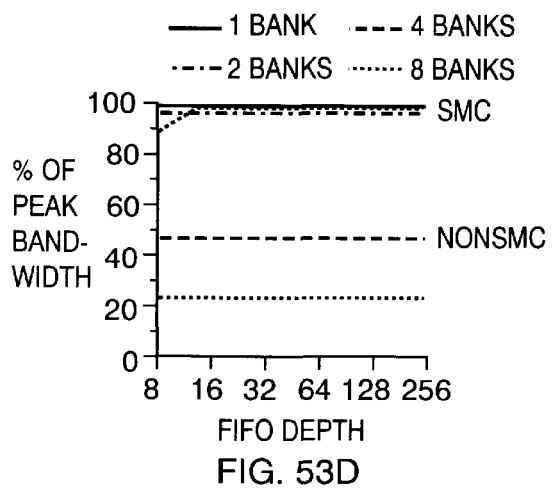 1 BANK 4 BANKS
2 BANKS 8 BANKS
100
80
60
40
20
0
% OF
PEAK
BAND-
WIDTH
SMC
NONSMC
8 16 32 64 128 256
FIFO DEPTH
FIG. 53D